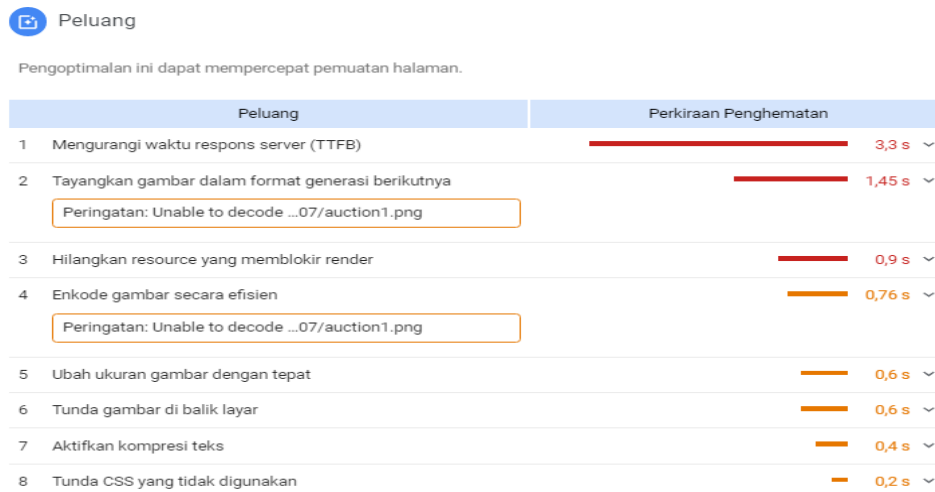 Peluang
Pengoptimalan ini dapat mempercepat pemuatan halaman.
Peluang Perkiraan Penghematan
1 Mengurangi waktu respons server (TTFB) 3,3 s
2 Tayangkan gambar dalam format generasi berikutnya 1,45 s
Peringatan: Unable to decode ...07/auction1.png
3 Hilangkan resource yang memblokir render 0,9 s
4 Enkode gambar secara efisien 0,76 s
Peringatan: Unable to decode ...07/auction1.png
5 Ubah ukuran gambar dengan tepat 0,6 s
6 Tunda gambar di balik layar 0,6 s
7 Aktifkan kompresi teks 0,4 s
8 Tunda CSS yang tidak digunakan 0,2 s